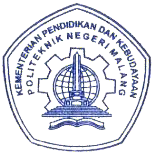 KEMENTERIAN PENDIDIKAN DAN KEBUDAYAAN
POLITEKNIK NEGERI MALANG